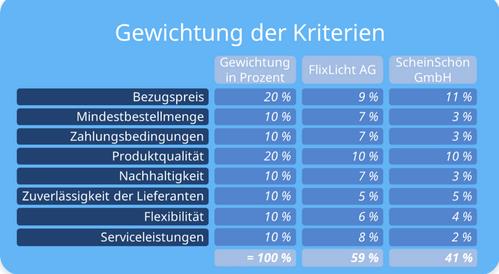 Gewichtung der Kriterien
Gewichtung in Prozent FlixLicht AG ScheinSchön GmbH
Bezugspreis 20 % 9 % 11 %
Mindestbestellmenge 10 % 7 % 3 %
Zahlungsbedingungen 10 % 7 % 3 %
Produktqualität 20 % 10 % 10 %
Nachhaltigkeit 10 % 7 % 3 %
Zuverlässigkeit der Lieferanten 10 % 5 % 5 %
Flexibilität 10 % 6 % 4 %
Serviceleistungen 10 % 8 % 2 %
= 100 % 59 % 41 %